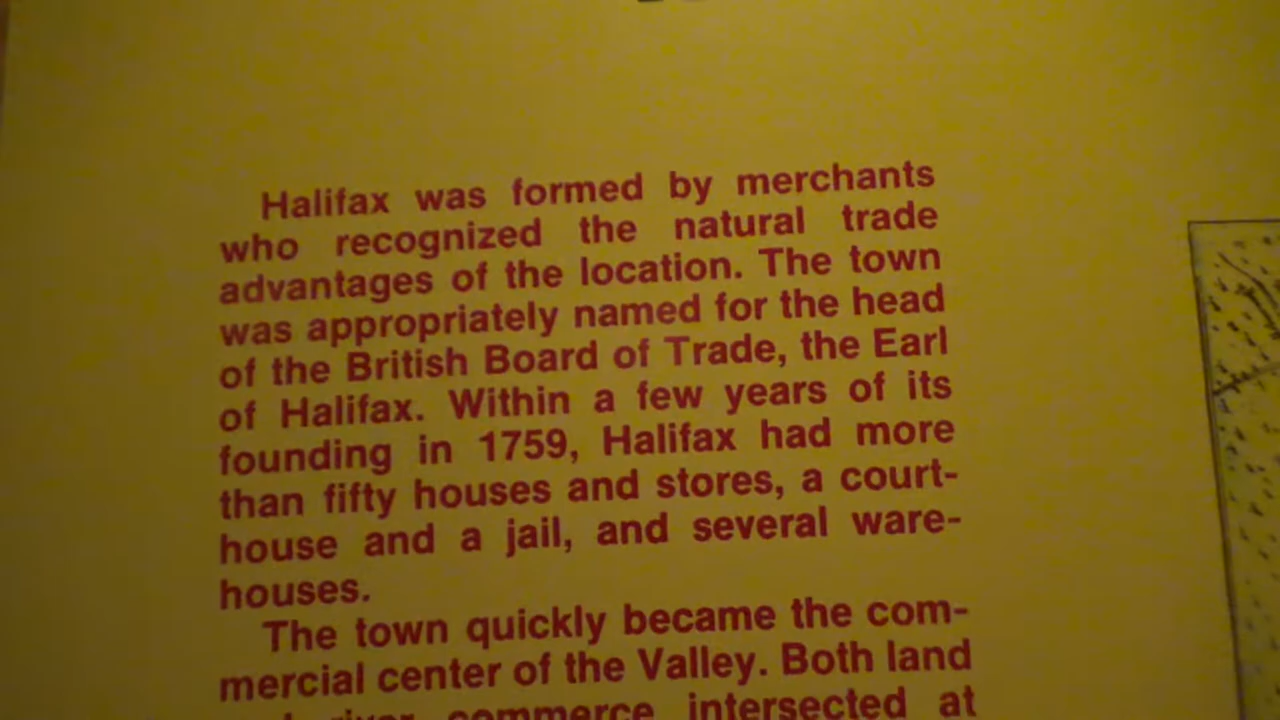 Halifax was formed by merchants
who recognized the natural trade
advantages of the location. The town
was appropriately named for the head
of the British Board of Trade, the Earl
of Halifax. Within a few years of its
founding in 1759, Halifax had more
than fifty houses and stores, a court-
house and a jail, and several ware-
houses.
The town quickly became the com-
mercial center of the Valley. Both land
river commerce intersected at